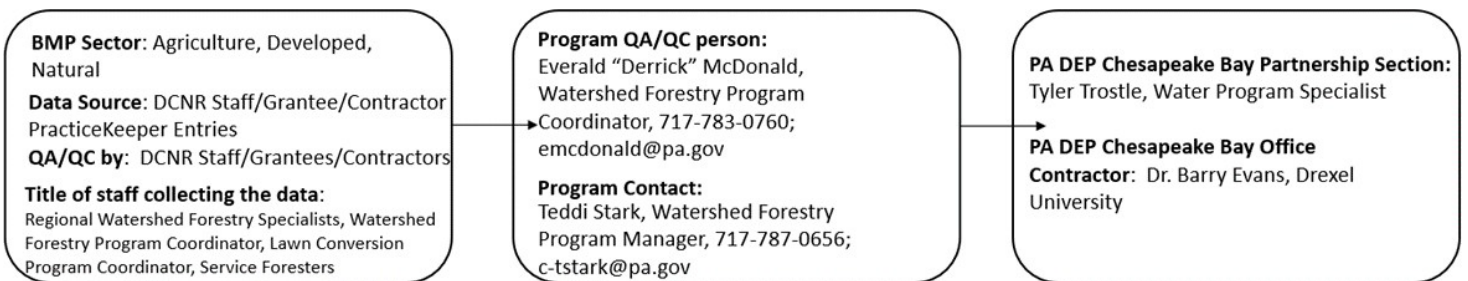 BMP Sector: Agriculture, Developed,
Natural
Data Source: DCNR Staff/Grantee/Contractor
PracticeKeeper Entries
QA/QC by: DCNR Staff/Grantees/Contractors
Title of staff collecting the data:
Regional Watershed Forestry Specialists, Watershed
Forestry Program Coordinator, Lawn Conversion
Program Coordinator, Service Foresters
Program QA/QC person:
Everald “Derrick” McDonald,
Watershed Forestry Program
Coordinator, 717-783-0760;
emcdonald@pa.gov
Program Contact:
Teddi Stark, Watershed Forestry
Program Manager, 717-787-0656;
c-tstark@pa.gov
PA DEP Chesapeake Bay Partnership Section:
Tyler Trostle, Water Program Specialist
PA DEP Chesapeake Bay Office
Contractor: Dr. Barry Evans, Drexel
University